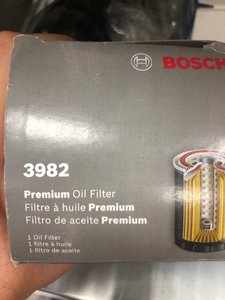 BOSCH
3982
Premium Oil Filter
Filtre à huile Premium
Filtro de aceite Premium
1 Oil Filter
1 filtre à huile
1 filtro de aceite